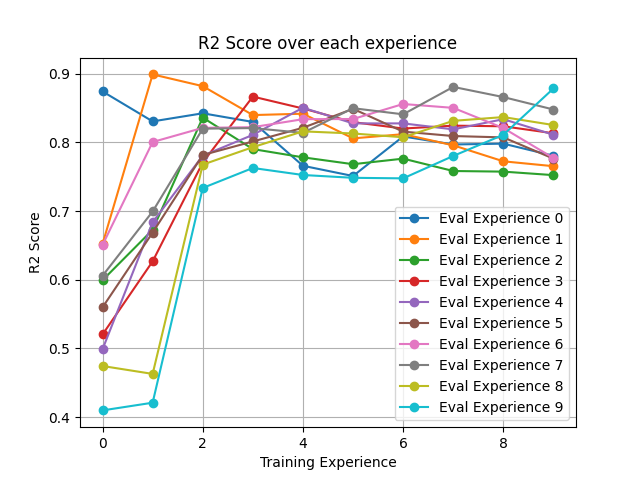 R2 Score over each experience
0.9
0.8
0.7
0.6
0.5
0.4
R2 Score
0
2
4
6
8
Training Experience
Eval Experience 0
Eval Experience 1
Eval Experience 2
Eval Experience 3
Eval Experience 4
Eval Experience 5
Eval Experience 6
Eval Experience 7
Eval Experience 8
Eval Experience 9